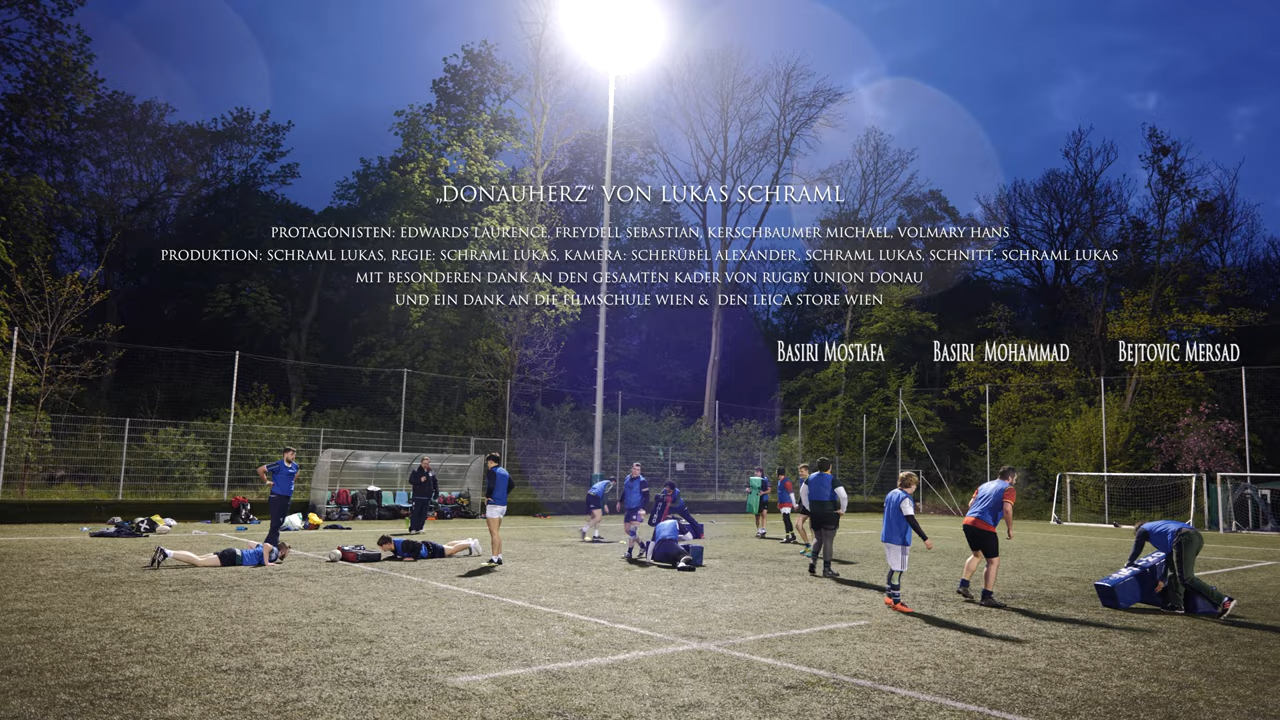 „DONAUHERZ“ VON LUKAS SCHRAML
PROTAGONISTEN: EDWARDS LAURENCE, FREYDELL SEBASTIAN, KERSCHBAUMER MICHAEL, VOLMARY HANS
PRODUKTION: SCHRAML LUKAS, REGIE: SCHRAML LUKAS, KAMERA: SCHERÜBEL ALEXANDER, SCHRAML LUKAS, SCHNITT: SCHRAML LUKAS
MIT BESONDEREN DANK AN DEN GESAMTEN KADER VON RUGBY UNION DONAU
UND EIN DANK AN DIE FILMSCHULE WIEN & DEN LEICA STORE WIEN
BASIRI MOSTAFA BASIRI MOHAMMAD BEJTOVIC MERSAD